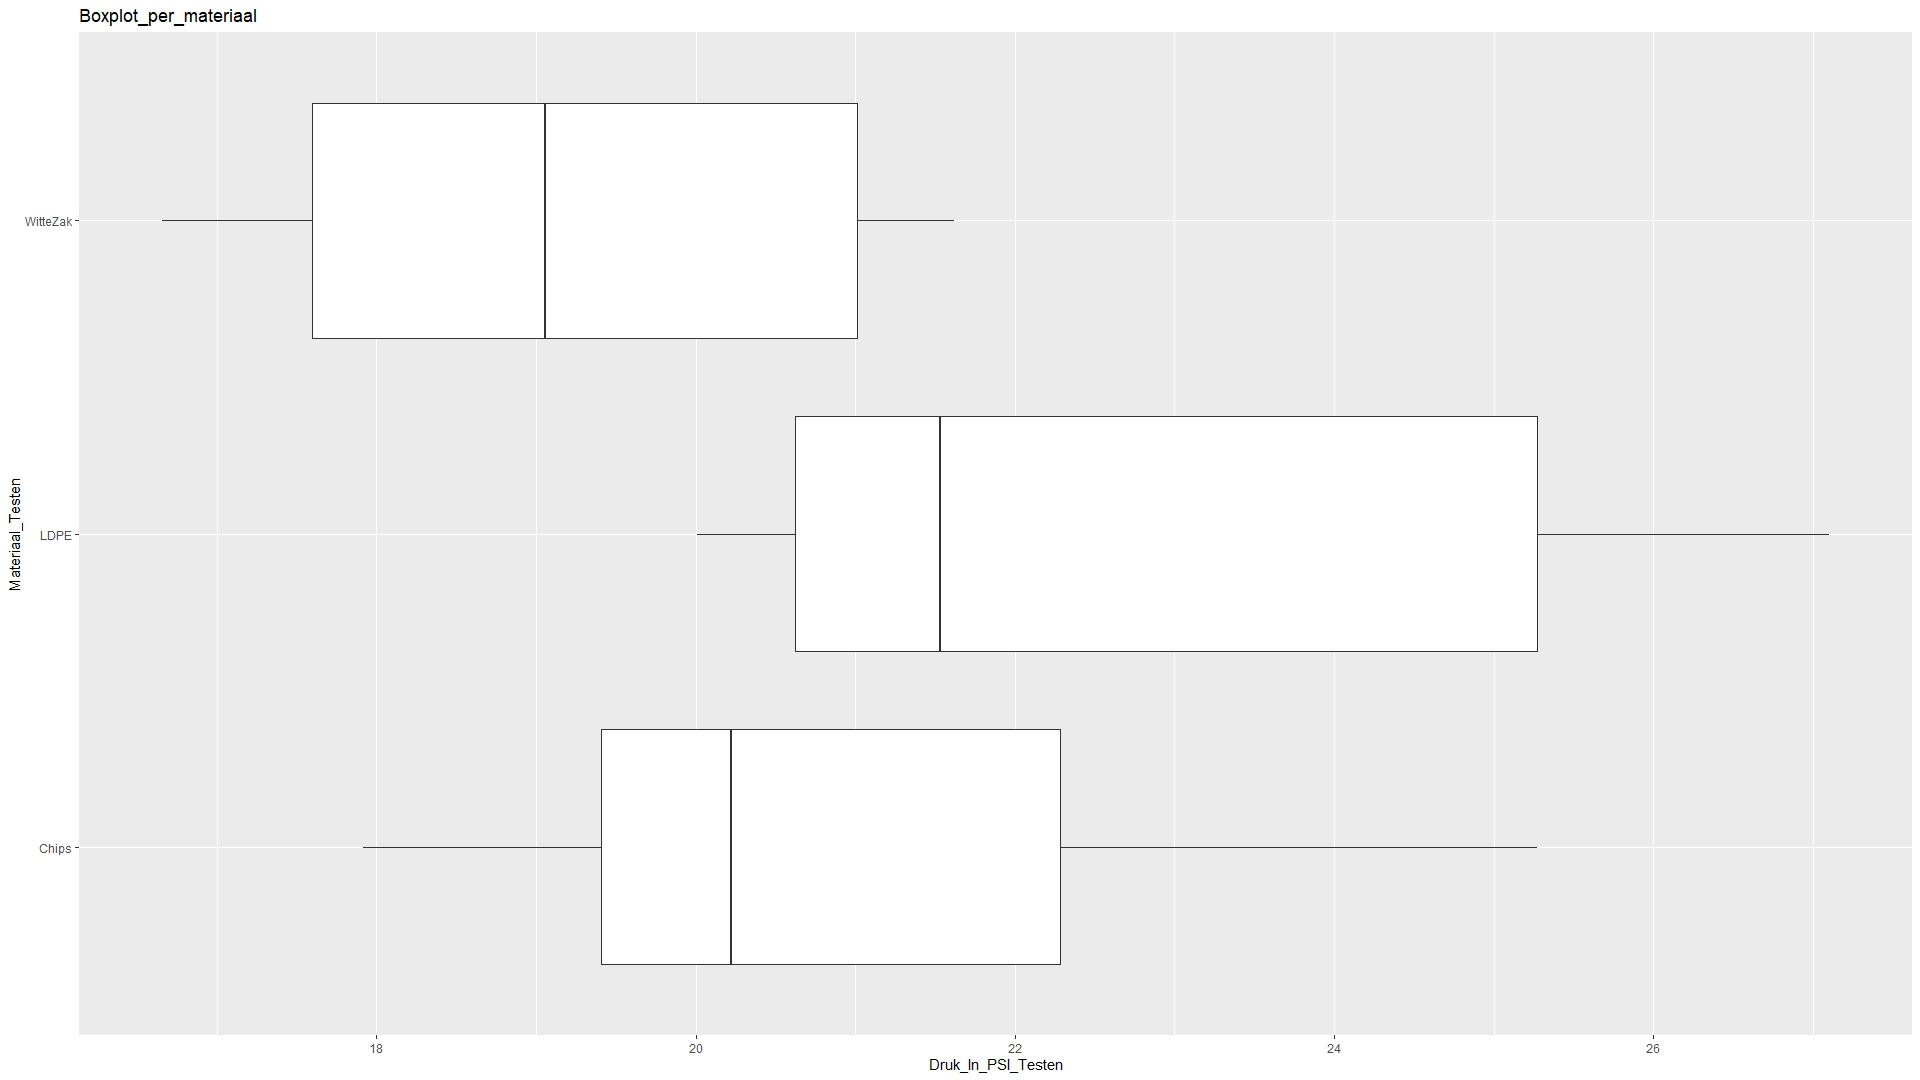 Boxplot_per_materiaal
WitteZak
LDPE
Chips
Materiaal_Testen
18 20 22 24 26
Druk_In_PSI_Testen